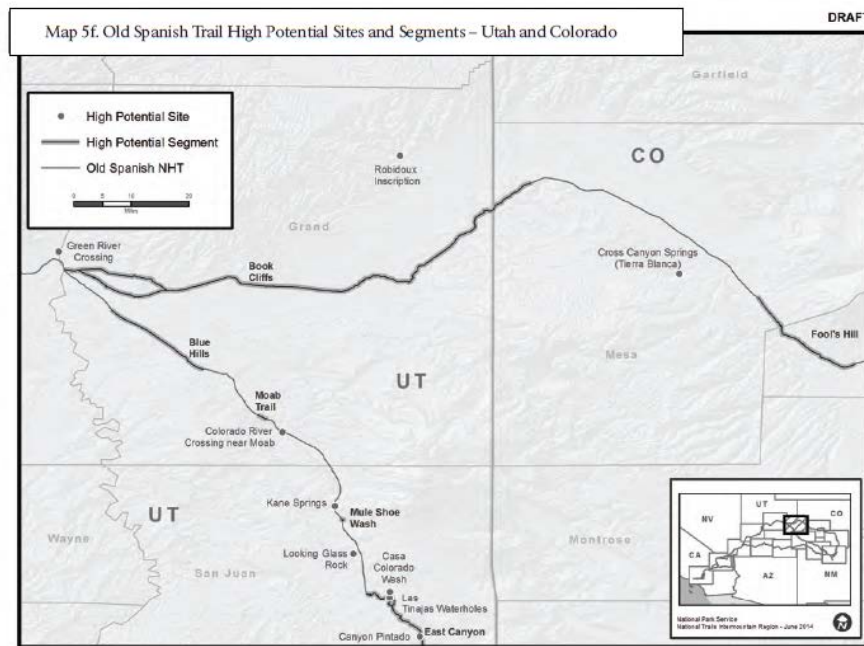 DRAFT
Map 5f. Old Spanish Trail High Potential Sites and Segments – Utah and Colorado
Garfield
High Potential Site
High Potential Segment
Old Spanish NHT
0 5 10 20
Miles
CO
Robidoux
Inscription
Grand
Green River
Crossing
Book
Cliffs
Cross Canyon Springs
(Tierra Blanca)
Fool's Hill
Mesa
Blue
Hills
UT
Moab
Trail
Colorado River
Crossing near Moab
Kane Springs
Mule Shoe
Wash
UT
Wayne
Montrose
Looking Glass
Rock
Casa
Colorado
Wash
San Juan
Las
Tinajas Waterholes
Canyon Pintado
East Canyon
UT
CO
NV
CA
AZ
NM
National Park Service
National Trails Intermountain Region - June 2014